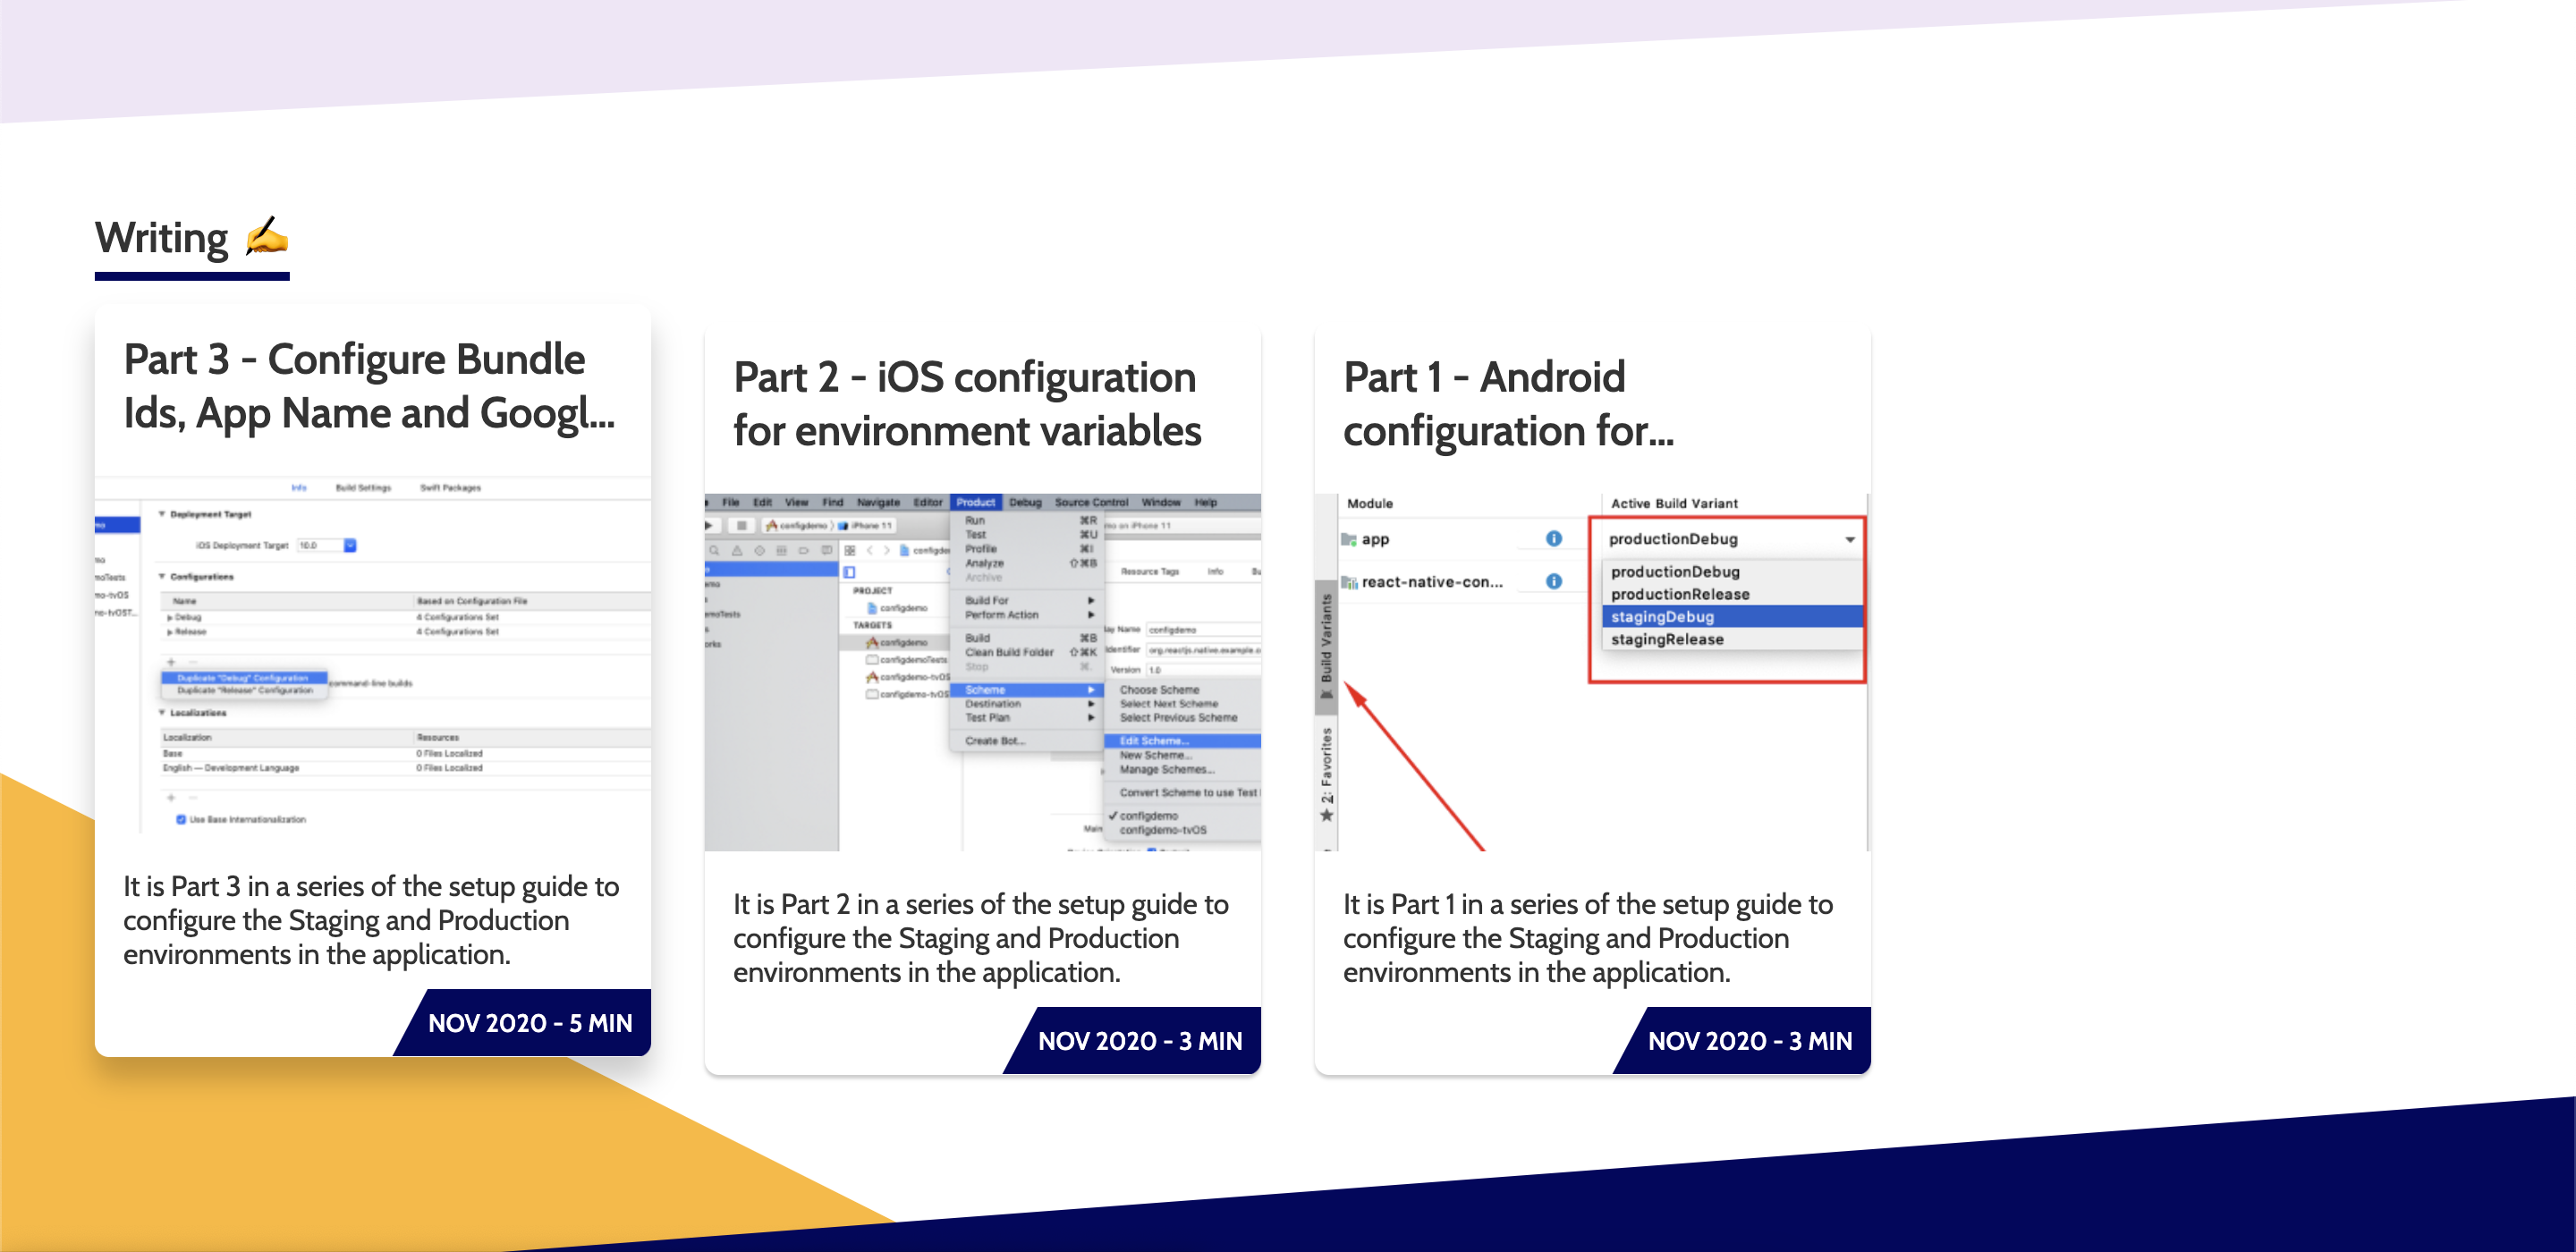 Writing ✍
Part 3 - Configure Bundle
Ids, App Name and Googl...
Info Build Settings Swift Packages
Deployment Target
iOS Deployment Target 10.0
Configurations
Name Based on Configuration File
Debug 4 Configurations Set
Release 4 Configurations Set
Duplicate "Debug" Configuration
Duplicate "Release" Configuration
command-line builds
Localizations
Localization Resources
Base 0 Files Localized
English — Development Language 0 Files Localized
Use Base Internationalization
It is Part 3 in a series of the setup guide to
configure the Staging and Production
environments in the application.
NOV 2020 - 5 MIN
Part 2 - iOS configuration
for environment variables
File Edit View Find Navigate Editor Product Debug Source Control Window Help
configdemo iPhone 11
Run ⌘R
Test ⌘U
Profile ⌘I
Analyze ⇧⌘B
Archive
Build For
Perform Action
Build ⌘B
Clean Build Folder ⇧⌘K
Stop ⌘.
Scheme
Destination
Test Plan
Create Bot...
PROJECT
configdemo
TARGETS
configdemo
configdemoTests
configdemo-tvOS
configdemo-tvOS
Resource Tags Info
configdemo
org.reactjs.native.example.c
Version 1.0
Choose Scheme
Select Next Scheme
Select Previous Scheme
Edit Scheme...
New Scheme...
Manage Schemes...
Convert Scheme to use Test
✓ configdemo
configdemo-tvOS
Main
It is Part 2 in a series of the setup guide to
configure the Staging and Production
environments in the application.
NOV 2020 - 3 MIN
Part 1 - Android
configuration for...
Module Active Build Variant
app productionDebug
react-native-con...
productionDebug
productionRelease
stagingDebug
stagingRelease
Build Variants
2: Favorites
It is Part 1 in a series of the setup guide to
configure the Staging and Production
environments in the application.
NOV 2020 - 3 MIN